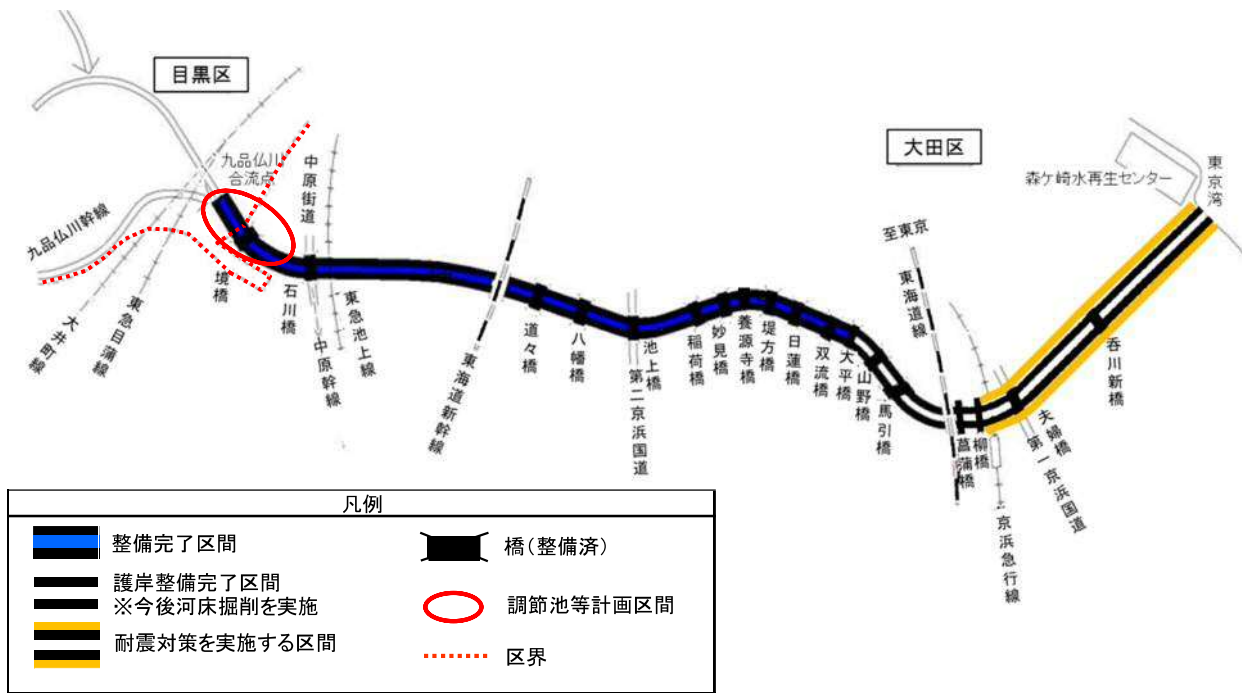 目黒区
九品仏川
合流点
中原街道
大田区
東京湾
森ケ崎水再生センター
至東京
東海道線
九品仏川幹線
大井町線
東急目蒲線
境橋
石川橋
中原幹線
東急池上線
東海道新幹線
道々橋
八幡橋
第二京浜国道
池上橋
稲荷橋
妙見橋
養源寺橋
堤方橋
日蓮橋
双流橋
太平橋
山野橋
馬引橋
菖蒲橋
柳橋
京浜急行線
夫婦橋
第一京浜国道
呑川新橋
凡例
整備完了区間
護岸整備完了区間
※今後河床掘削を実施
耐震対策を実施する区間
橋(整備済)
調節池等計画区間
区界